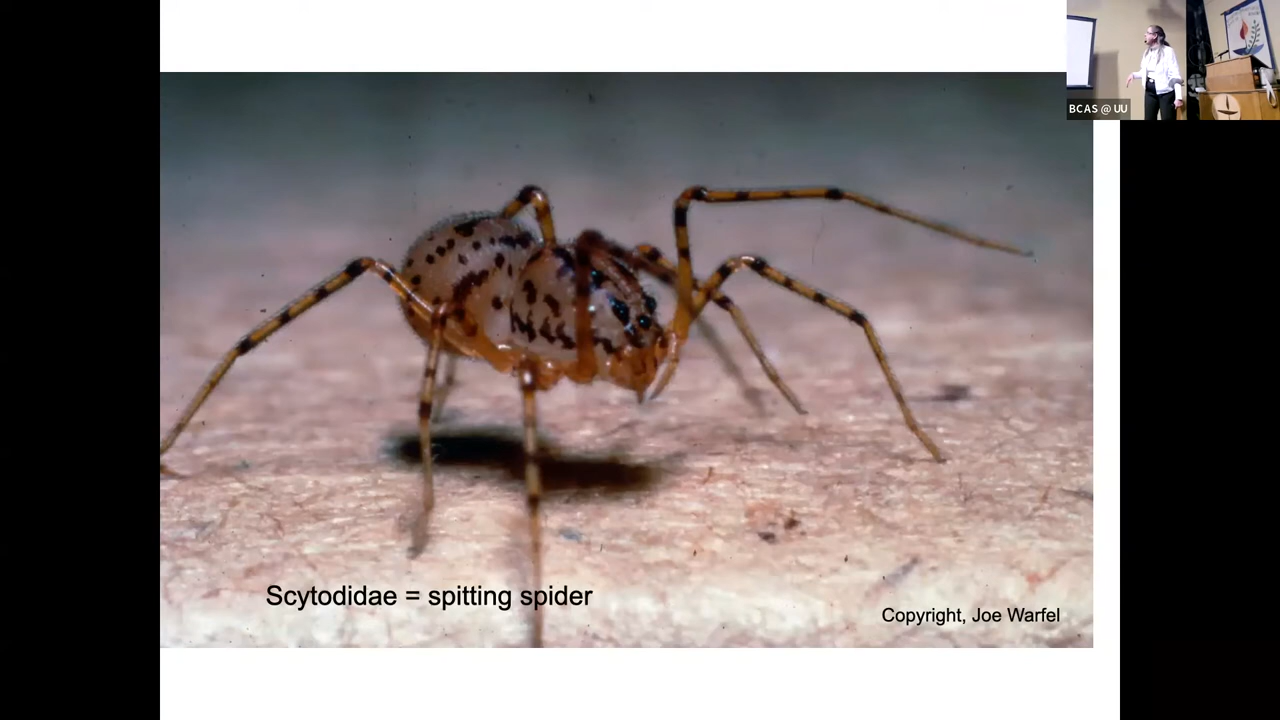 BCAS @ UU
Scytodidae = spitting spider
Copyright, Joe Warfel